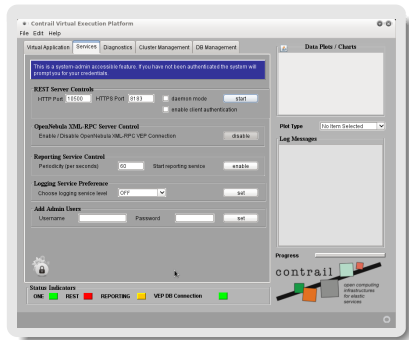 Contrail Virtual Execution Platform
File Edit Help
Virtual Application Services Diagnostics Cluster Management DB Management
This is a system-admin accessible feature. If you have not been authenticated the system will
prompt you for your credentials.
REST Server Controls
HTTP Port 10500 HTTPS Port 8183 daemon mode start
enable client authentication
OpenNebula XML-RPC Server Control
Enable / Disable OpenNebula XML-RPC VEP Connection disable
Reporting Service Control
Periodicity (per seconds) 60 Start reporting service enable
Logging Service Preference
Choose logging service level OFF set
Add Admin Users
Username Password set
Status Indicators
ONE REST REPORTING VEP DB Connection
Data Plots / Charts
Plot Type No Item Selected
Log Messages
Progress
contrail
open computing
infrastructures
for elastic
services